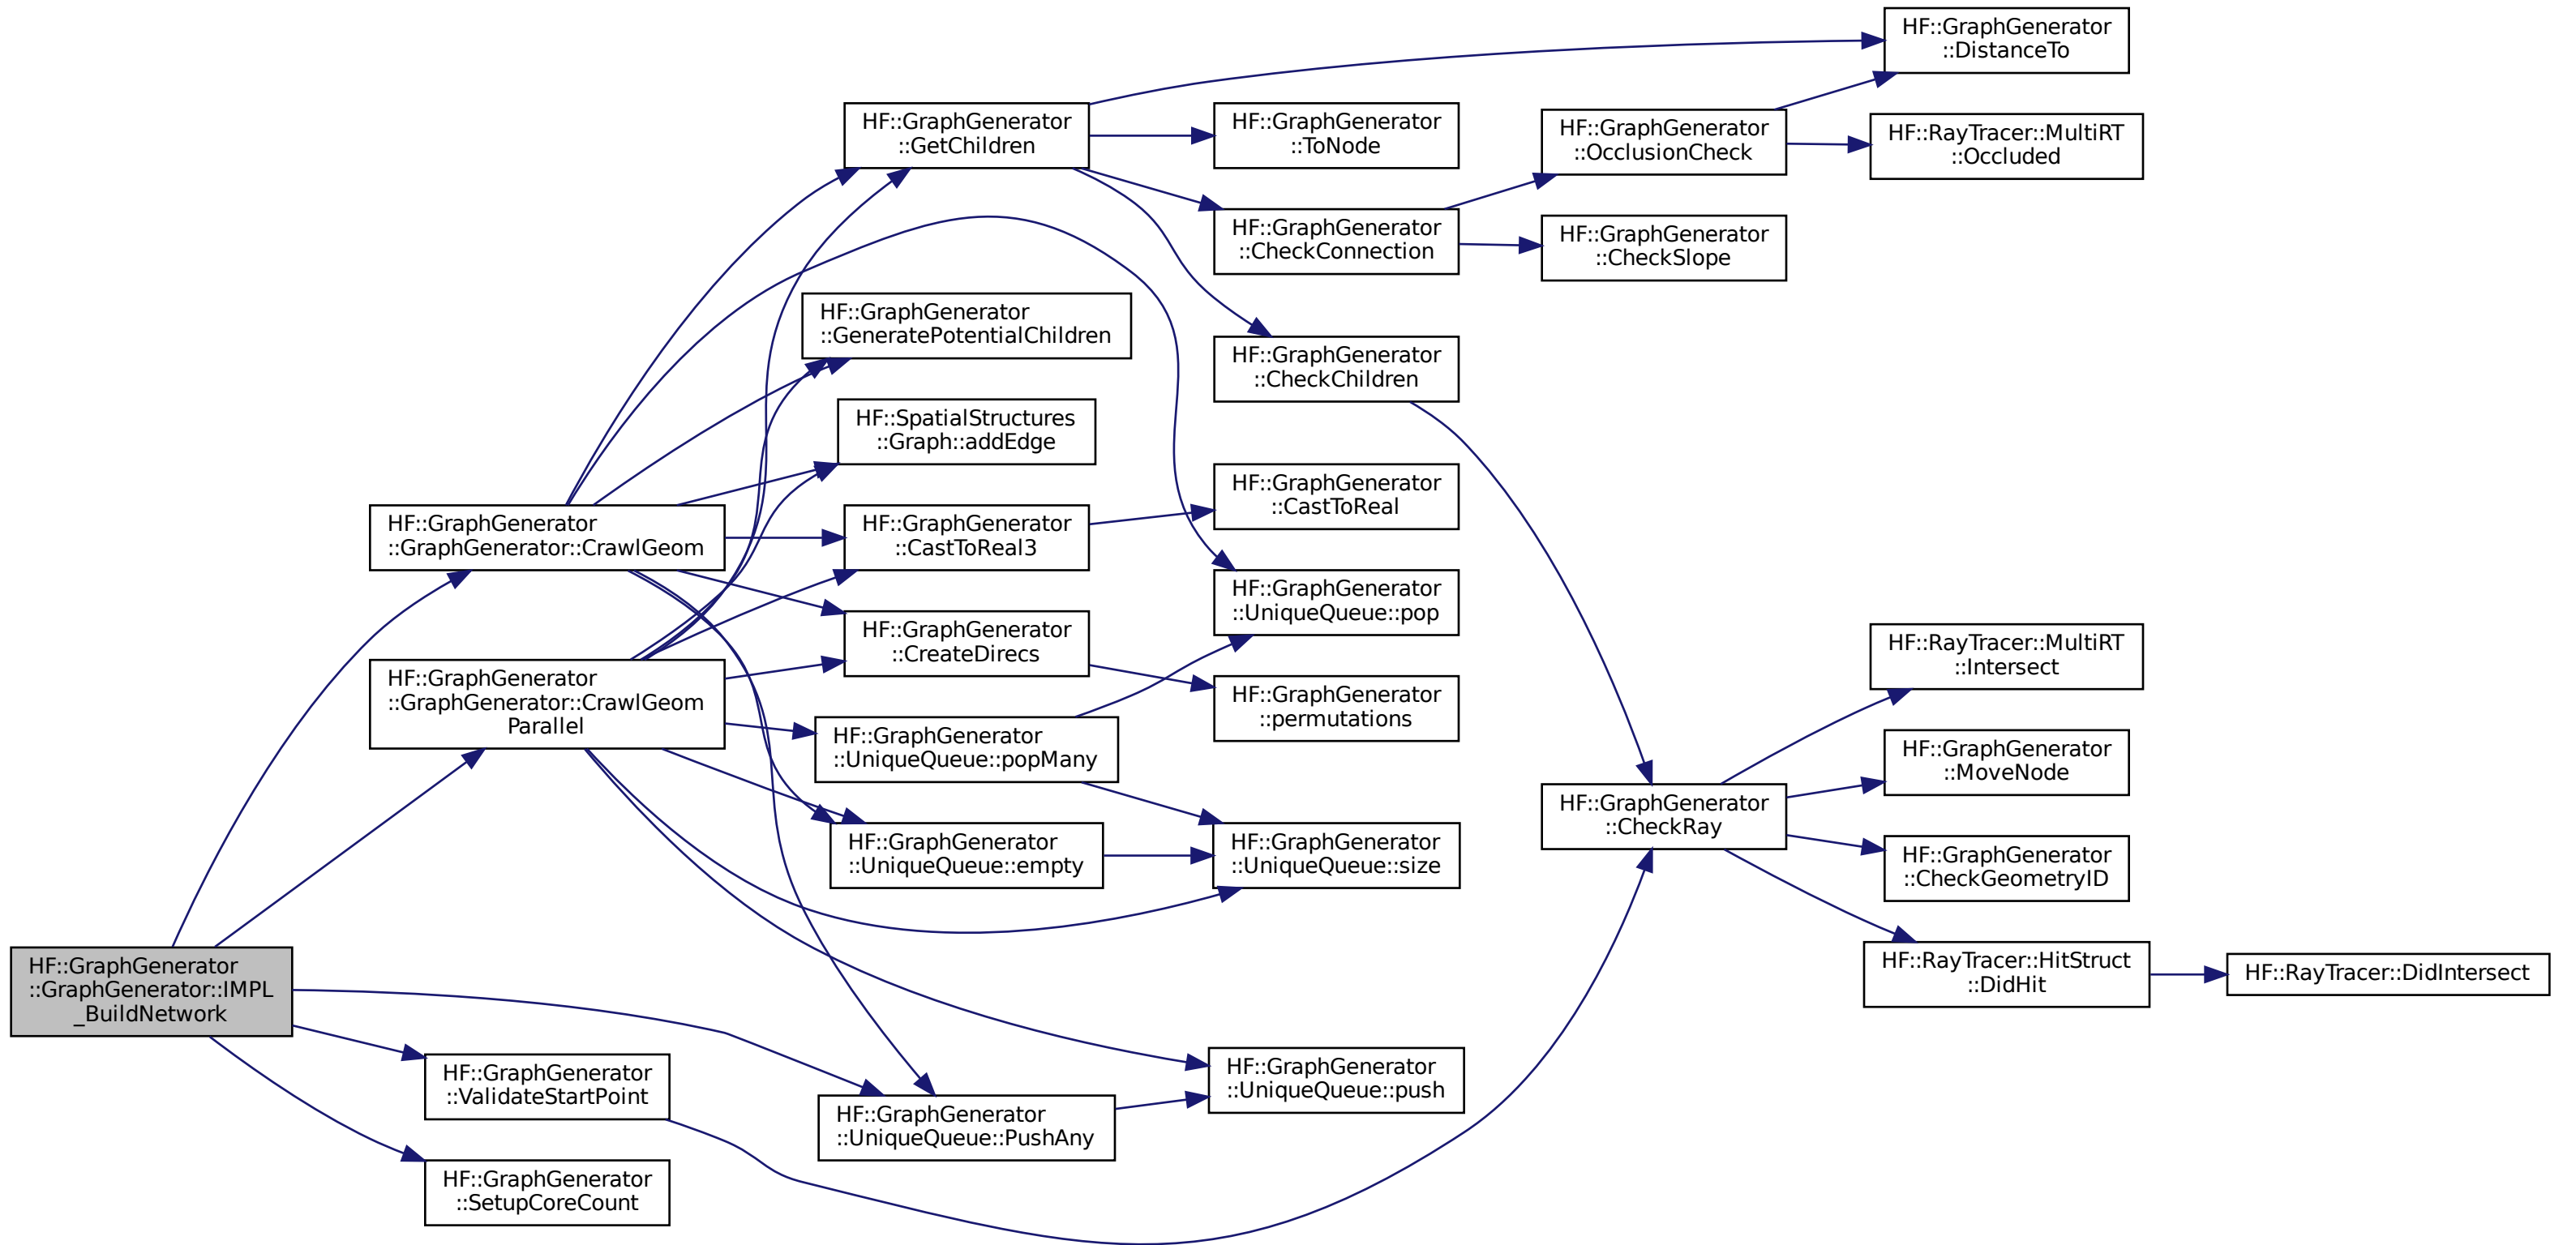 HF::GraphGenerator
::GraphGenerator::IMPL
_BuildNetwork
HF::GraphGenerator
::GraphGenerator::CrawlGeom
HF::GraphGenerator
::GraphGenerator::CrawlGeom
Parallel
HF::GraphGenerator
::ValidateStartPoint
HF::GraphGenerator
::SetupCoreCount
HF::GraphGenerator
::GetChildren
HF::GraphGenerator
::GeneratePotentialChildren
HF::SpatialStructures
::Graph::addEdge
HF::GraphGenerator
::CastToReal3
HF::GraphGenerator
::CreateDirecs
HF::GraphGenerator
::UniqueQueue::popMany
HF::GraphGenerator
::UniqueQueue::empty
HF::GraphGenerator
::UniqueQueue::PushAny
HF::GraphGenerator
::ToNode
HF::GraphGenerator
::CheckConnection
HF::GraphGenerator
::CheckChildren
HF::GraphGenerator
::CastToReal
HF::GraphGenerator
::UniqueQueue::pop
HF::GraphGenerator
::permutations
HF::GraphGenerator
::UniqueQueue::size
HF::GraphGenerator
::UniqueQueue::push
HF::GraphGenerator
::OcclusionCheck
HF::GraphGenerator
::CheckSlope
HF::GraphGenerator
::CheckRay
HF::GraphGenerator
::DistanceTo
HF::RayTracer::MultiRT
::Occluded
HF::RayTracer::MultiRT
::Intersect
HF::GraphGenerator
::MoveNode
HF::GraphGenerator
::CheckGeometryID
HF::RayTracer::HitStruct
::DidHit
HF::RayTracer::DidIntersect